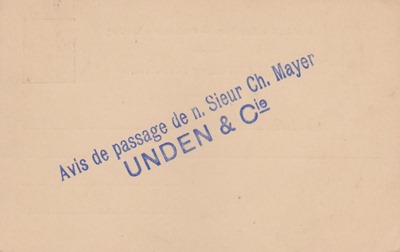 Avis de passage de n. Sieur Ch. Mayer
UNDEN & Cie